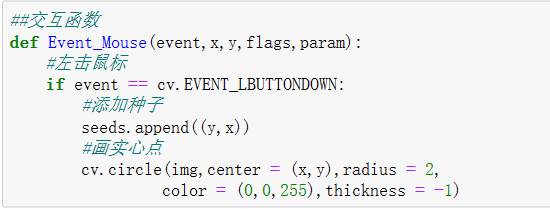 ##交互函数
def Event_Mouse(event,x,y,flags,param):
    #左击鼠标
    if event == cv.EVENT_LBUTTONDOWN:
        #添加种子
        seeds.append((y,x))
        #画实心点
        cv.circle(img,center = (x,y),radius = 2,
                  color = (0,0,255),thickness = -1)